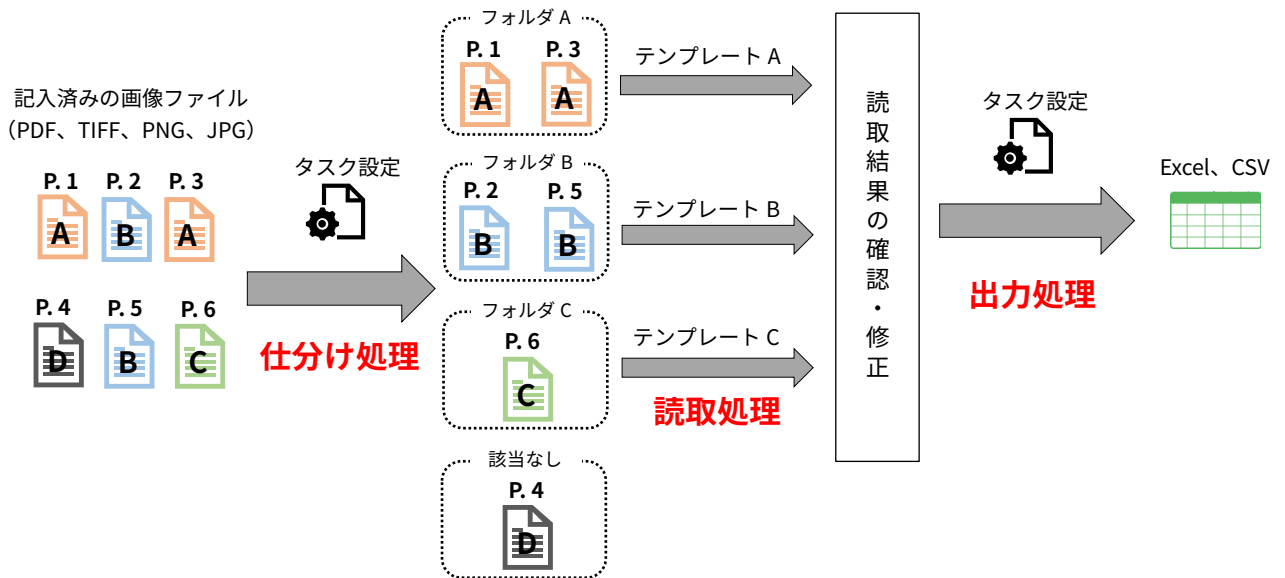 記入済みの画像ファイル
（PDF、TIFF、PNG、JPG）
P. 1 P. 2 P. 3
A B A
P. 4 P. 5 P. 6
D B C
タスク設定
仕分け処理
フォルダ A
P. 1 P. 3
A A
フォルダ B
P. 2 P. 5
B B
フォルダ C
P. 6
C
該当なし
P. 4
D
テンプレート A
テンプレート B
テンプレート C
読取処理
読取結果の確認・修正
タスク設定
出力処理
Excel、CSV